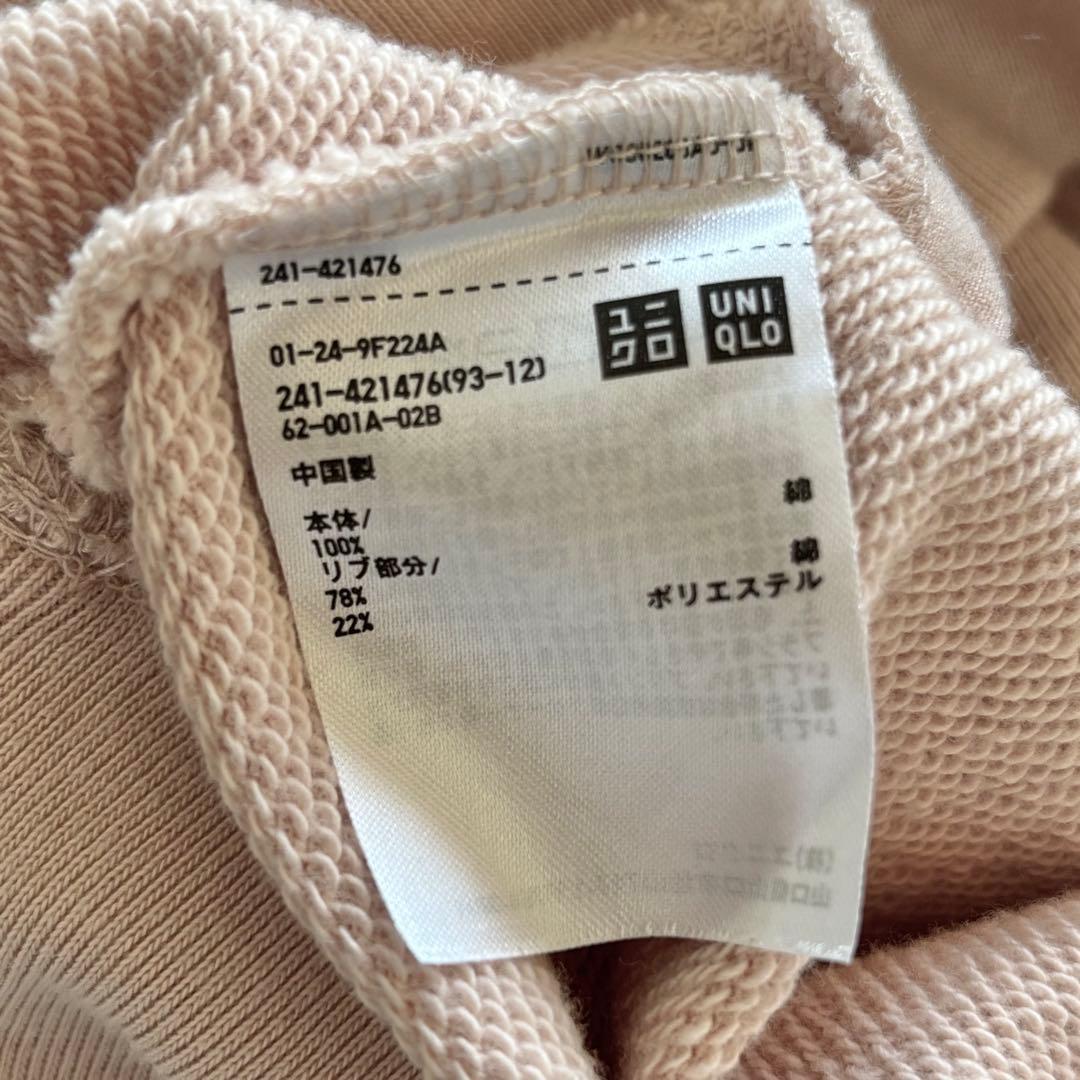 241-421476
ユニクロ
UNIQLO
01-24-9F224A
241-421476(93-12)
62-001A-02B
中国製
本体/ 綿
100%
リブ部分/ 綿
78% ポリエステル
22%